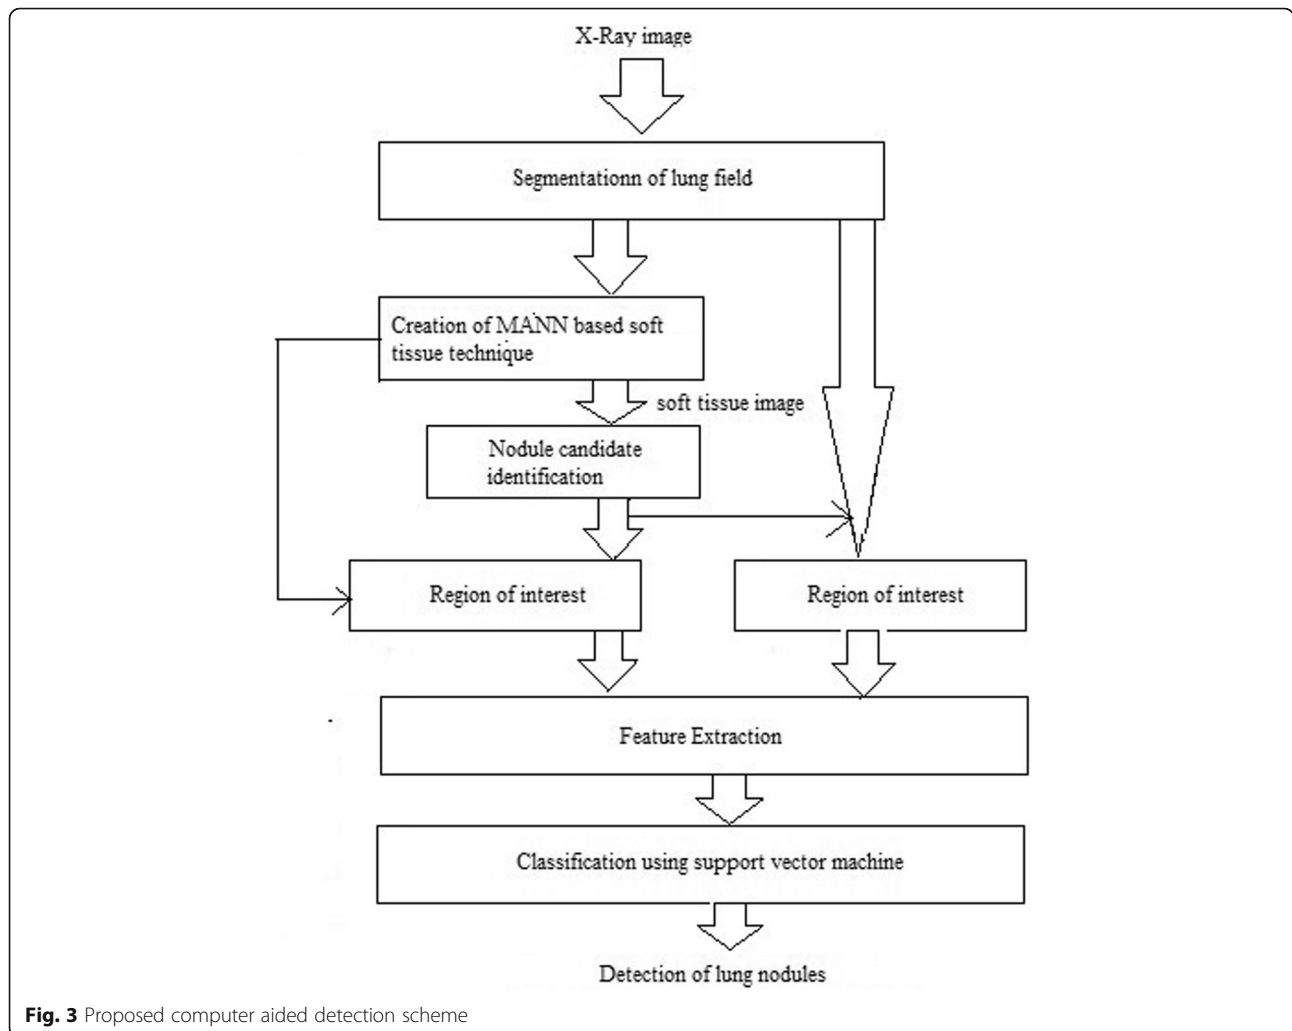 X-Ray image
Segmentationn of lung field
Creation of MANN based soft
tissue technique
soft tissue image
Nodule candidate
identification
Region of interest
Region of interest
Feature Extraction
Classification using support vector machine
Detection of lung nodules
Fig. 3 Proposed computer aided detection scheme